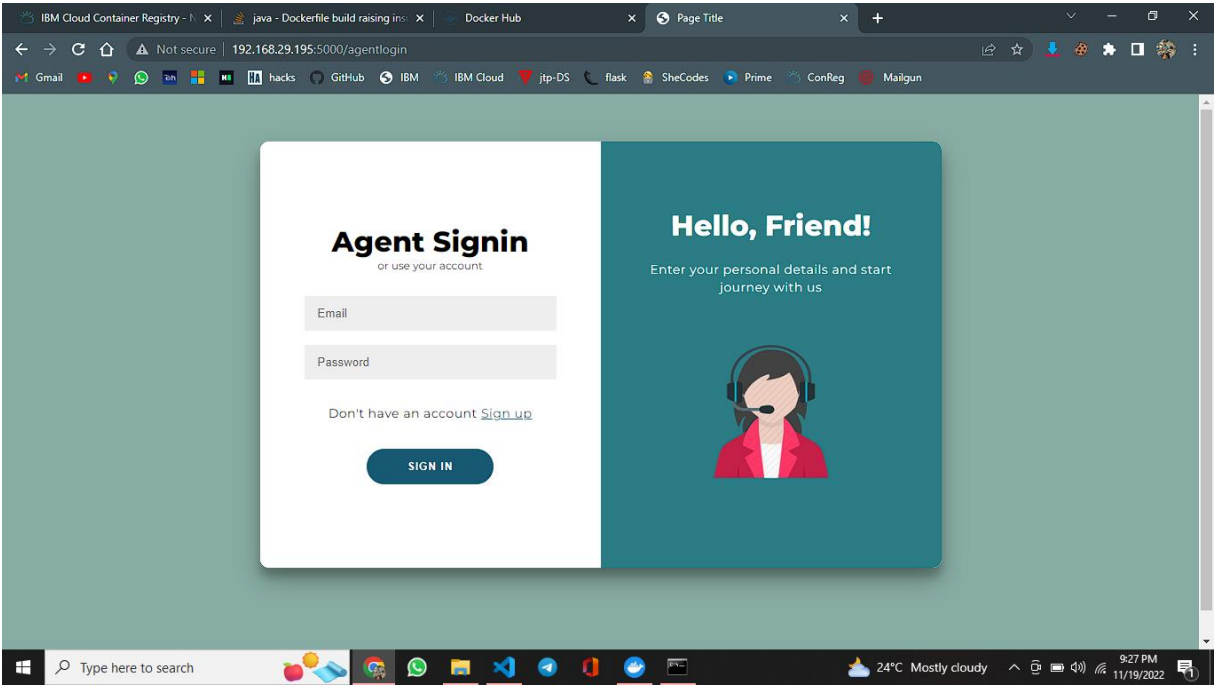 IBM Cloud Container Registry - N
java - Dockerfile build raising ins
Docker Hub
Page Title
Not secure
192.168.29.195:5000/agentlogin
Gmail
hacks
GitHub
IBM
IBM Cloud
jtp-DS
flask
SheCodes
Prime
ConReg
Mailgun
Agent Signin
or use your account
Email
Password
Don't have an account Sign up
SIGN IN
Hello, Friend!
Enter your personal details and start
journey with us
Type here to search
24°C Mostly cloudy
9:27 PM
11/19/2022